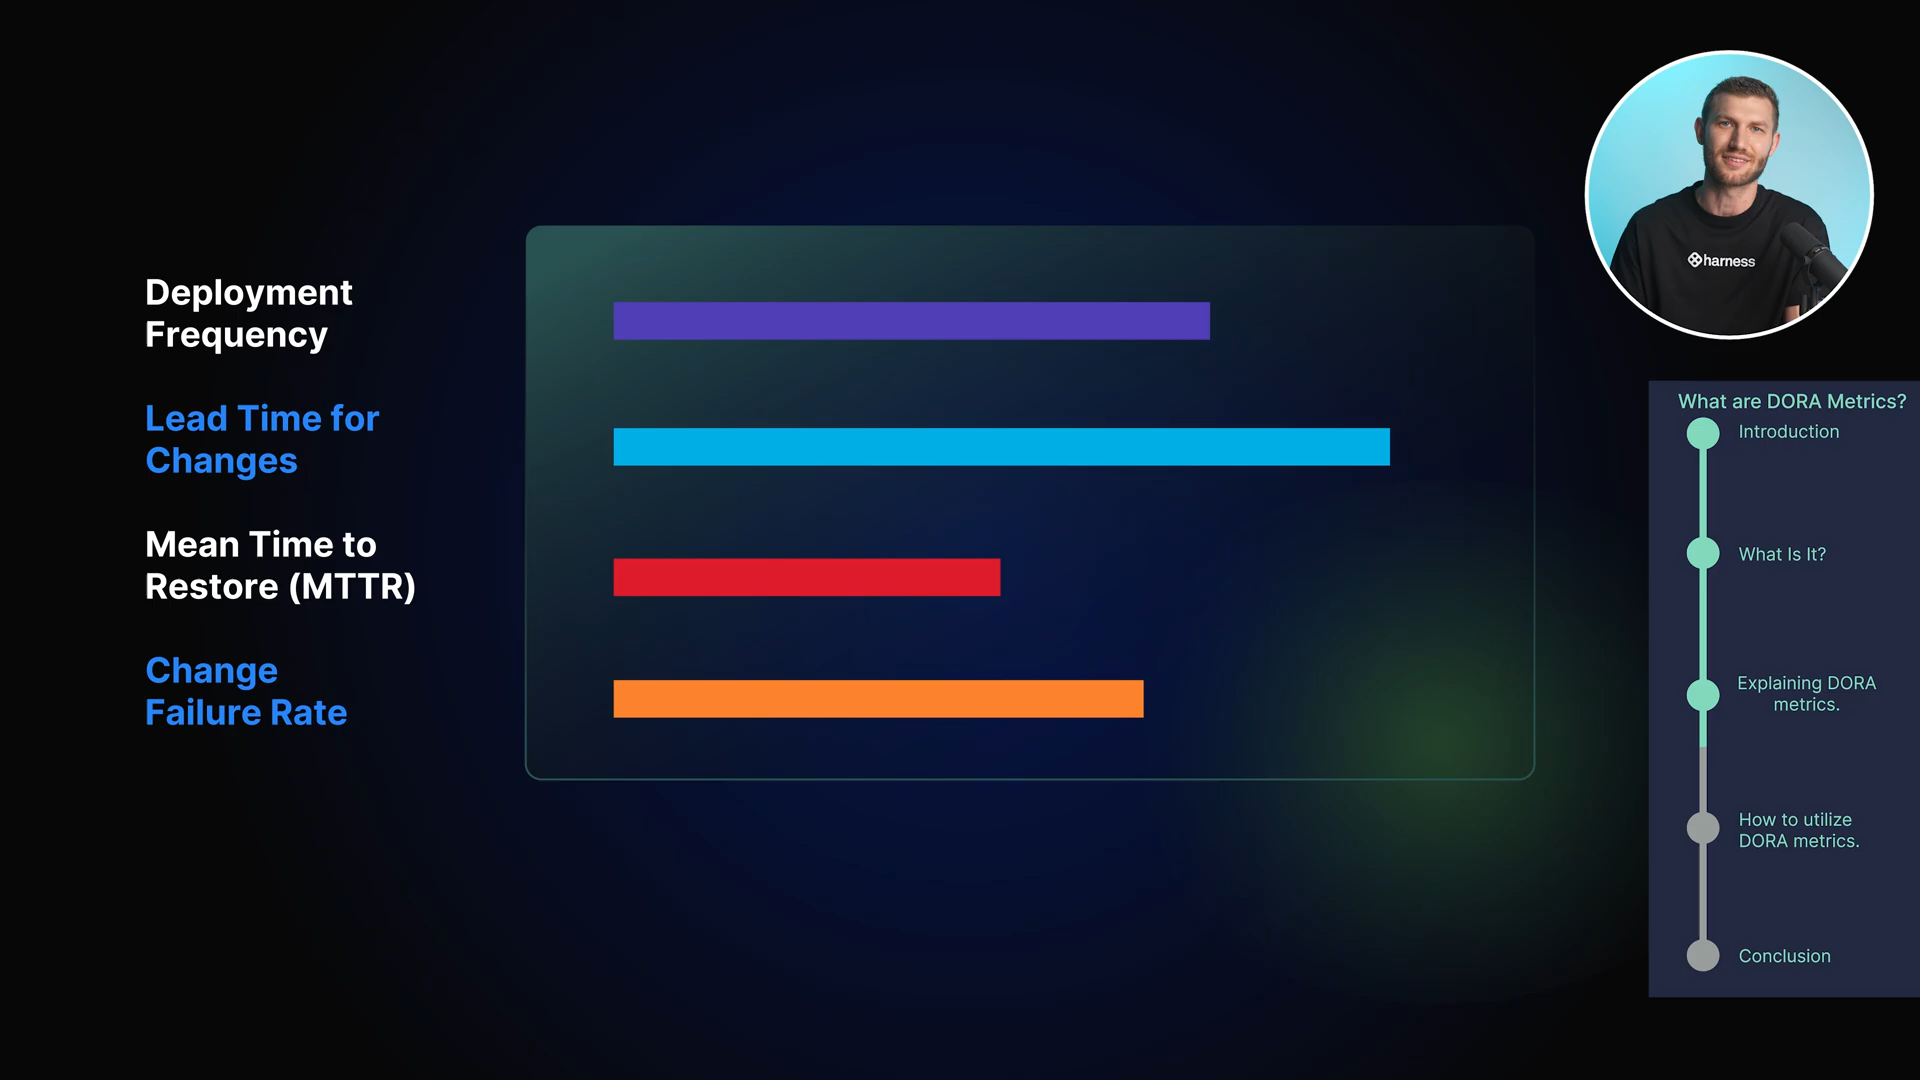 Deployment
Frequency
Lead Time for
Changes
Mean Time to
Restore (MTTR)
Change
Failure Rate
harness
What are DORA Metrics?
Introduction
What Is It?
Explaining DORA
metrics.
How to utilize
DORA metrics.
Conclusion